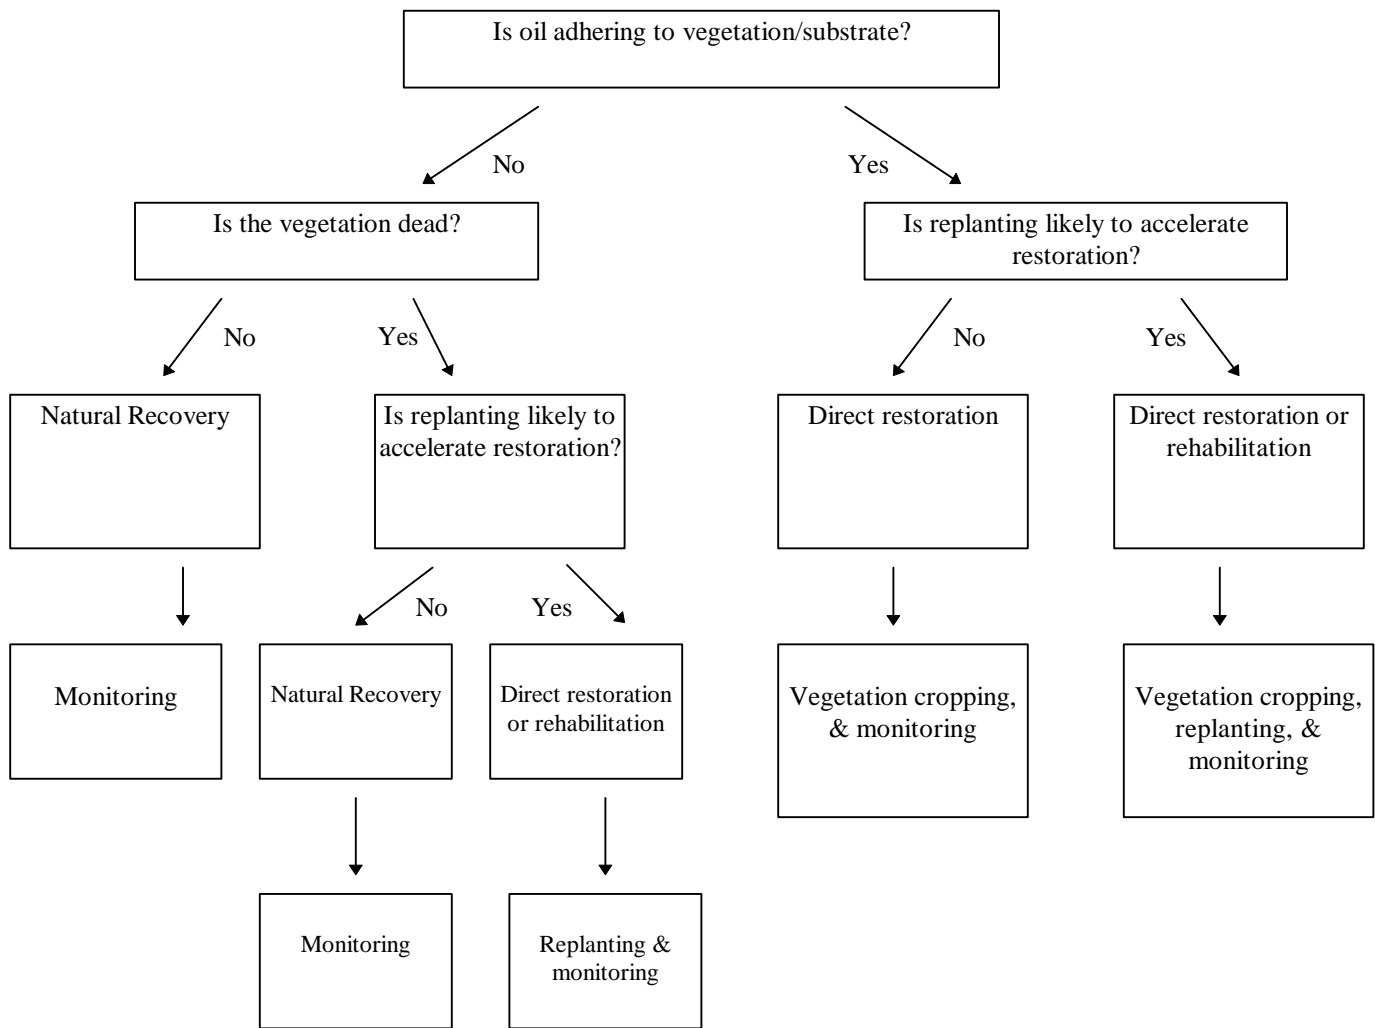 Is oil adhering to vegetation/substrate?
No
Yes
Is the vegetation dead?
Is replanting likely to accelerate
restoration?
No
Yes
No
Yes
Natural Recovery
Is replanting likely to
accelerate restoration?
Direct restoration
Direct restoration or
rehabilitation
No
Yes
Monitoring
Natural Recovery
Direct restoration
or rehabilitation
Vegetation cropping,
& monitoring
Vegetation cropping,
replanting, &
monitoring
Monitoring
Replanting &
monitoring